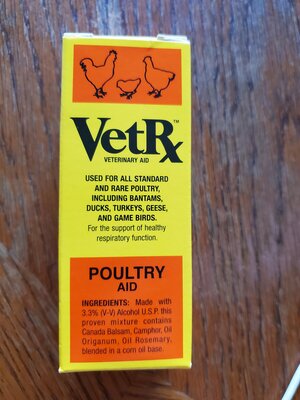 VetRx™
VETERINARY AID
USED FOR ALL STANDARD
AND RARE POULTRY,
INCLUDING BANTAMS,
DUCKS, TURKEYS, GEESE,
AND GAME BIRDS.
For the support of healthy
respiratory function.
POULTRY
AID
INGREDIENTS: Made with
3.3% (V-V) Alcohol U.S.P. this
proven mixture contains
Canada Balsam, Camphor, Oil
Origanum, Oil Rosemary,
blended in a corn oil base.